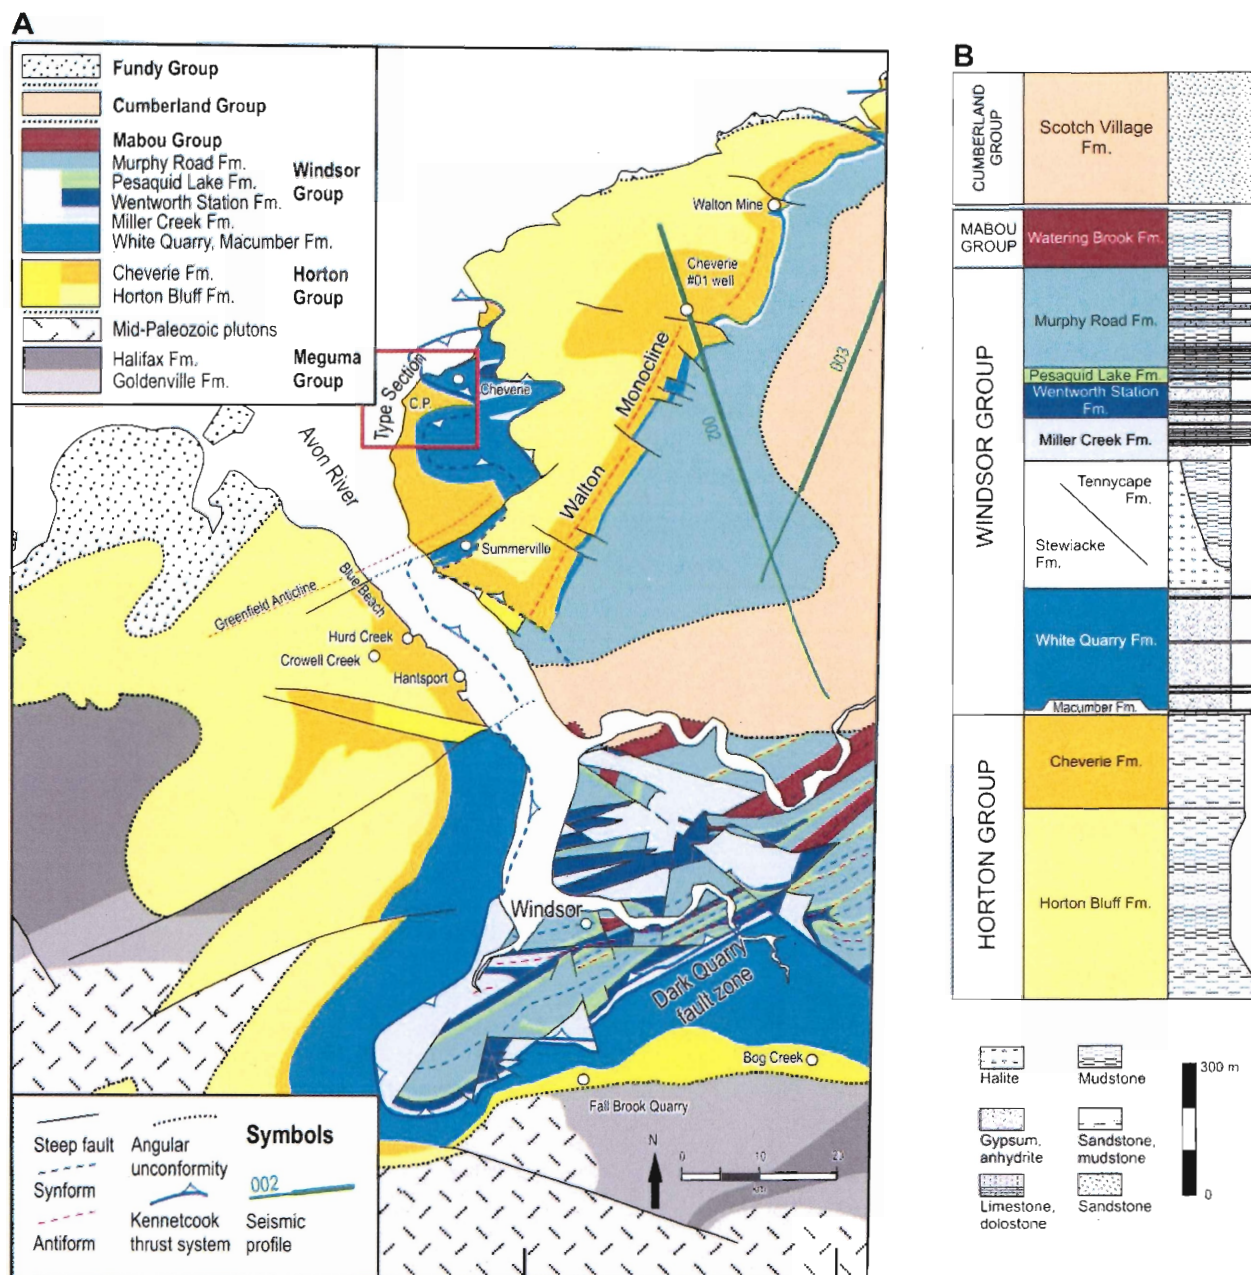 A
Fundy Group
Cumberland Group
Mabou Group
Murphy Road Fm.
Pesaquid Lake Fm.
Wentworth Station Fm.
Miller Creek Fm.
White Quarry, Macumber Fm.
Windsor
Group
Cheverie Fm.
Horton Bluff Fm.
Horton
Group
Mid-Paleozoic plutons
Halifax Fm.
Goldenville Fm.
Meguma
Group
Walton Mine
Cheverie
#01 well
Type Section
C.P.
Cheverie
Walton Monocline
002
003
Avon River
Summerville
Greenfield Anticline
Blue Beach
Hurd Creek
Crowell Creek
Hantsport
Windsor
Dark Quarry
fault zone
Bog Creek
Fall Brook Quarry
N
0
10
20
km
Steep fault
Synform
Antiform
Angular
unconformity
Kennetcook
thrust system
Symbols
002
Seismic
profile
B
CUMBERLAND
GROUP
Scotch Village
Fm.
MABOU
GROUP
Watering Brook Fm.
WINDSOR GROUP
Murphy Road Fm.
Pesaquid Lake Fm.
Wentworth Station
Fm.
Miller Creek Fm.
Tennycape
Fm.
Stewiacke
Fm.
White Quarry Fm.
Macumber Fm.
HORTON GROUP
Cheverie Fm.
Horton Bluff Fm.
Halite
Mudstone
Gypsum,
anhydrite
Sandstone,
mudstone
Limestone,
dolostone
Sandstone
300 m
0